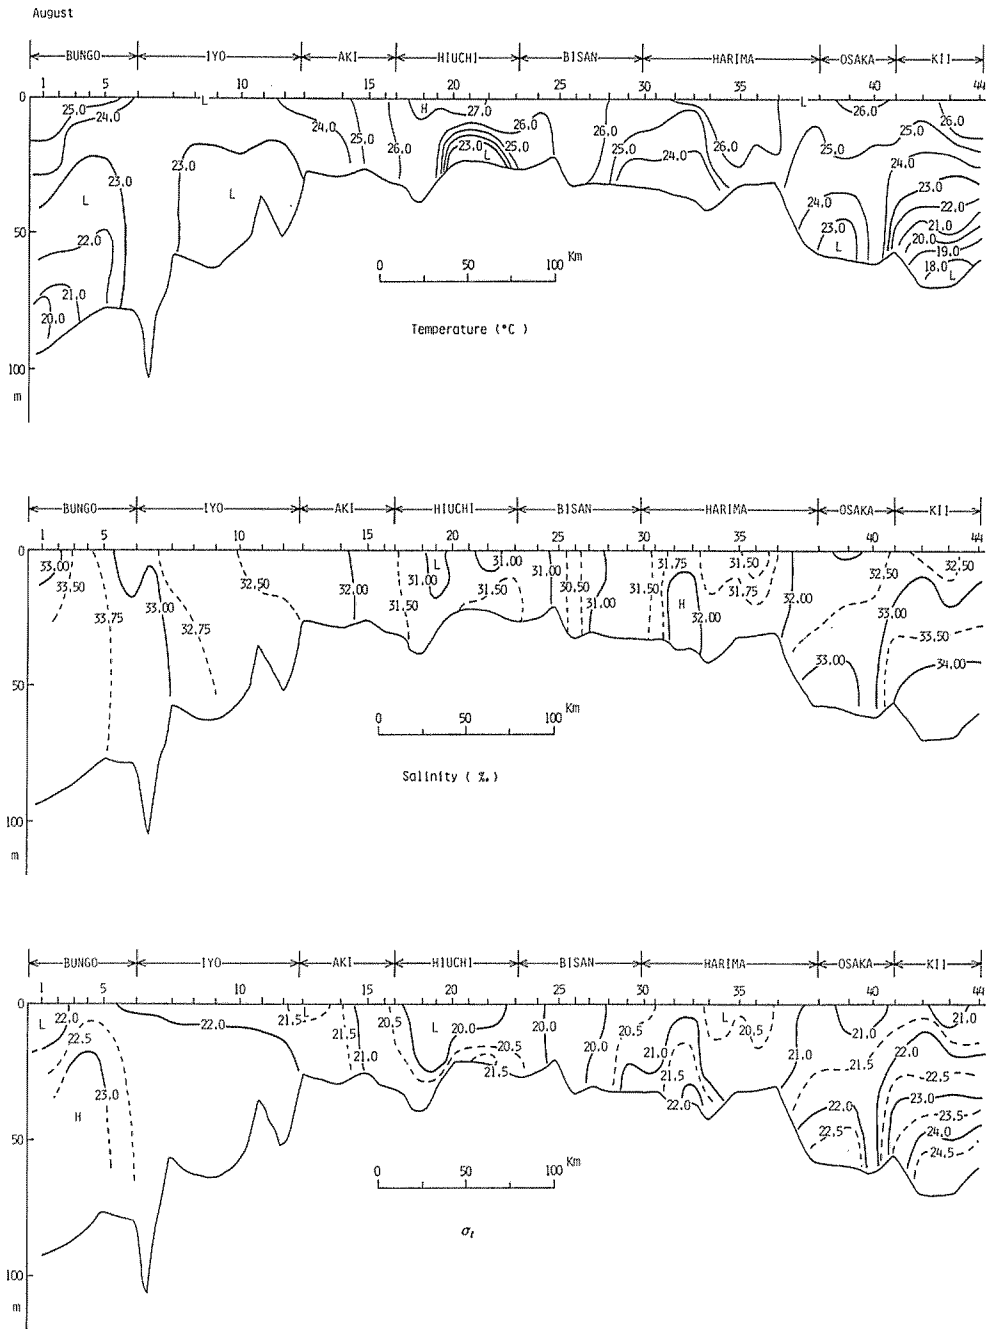 August
BUNGO IYO AKI HIUCHI BISAN HARIMA OSAKA KII
1 5 10 15 20 25 30 35 40 44
0 L L
25.0 24.0 24.0 25.0 26.0 H 27.0 26.0 26.0 26.0 26.0
23.0 23.0 23.0 L 25.0 25.0 24.0 26.0 25.0 25.0 24.0
L L 24.0 23.0 22.0
50 22.0 23.0 L 21.0 20.0 19.0
21.0 20.0 18.0 L
0 50 100 Km
Temperature (°C )
100
m
BUNGO IYO AKI HIUCHI BISAN HARIMA OSAKA KII
1 5 10 15 20 25 30 35 40 44
0
33.00 33.50 32.50 32.00 31.50 L 31.00 31.00 31.50 31.00 30.50 31.00 31.50 31.75 31.50 31.75 32.00 32.50 32.50
33.75 33.00 32.75 H 32.00 33.00 33.50
50 33.00 34.00
0 50 100 Km
Salinity ( ‰ )
100
m
BUNGO IYO AKI HIUCHI BISAN HARIMA OSAKA KII
1 5 10 15 20 25 30 35 40 44
0
L 22.0 22.5 22.0 21.5 L 21.5 20.5 L 20.0 20.0 20.5 L 20.5 21.0 21.0 21.0
21.0 20.5 20.0 21.0 21.5 22.0
23.0 21.5 21.5 22.5
H 22.0 22.0 23.0
50 22.5 23.5 24.0 24.5
0 50 100 Km
σt
100
m